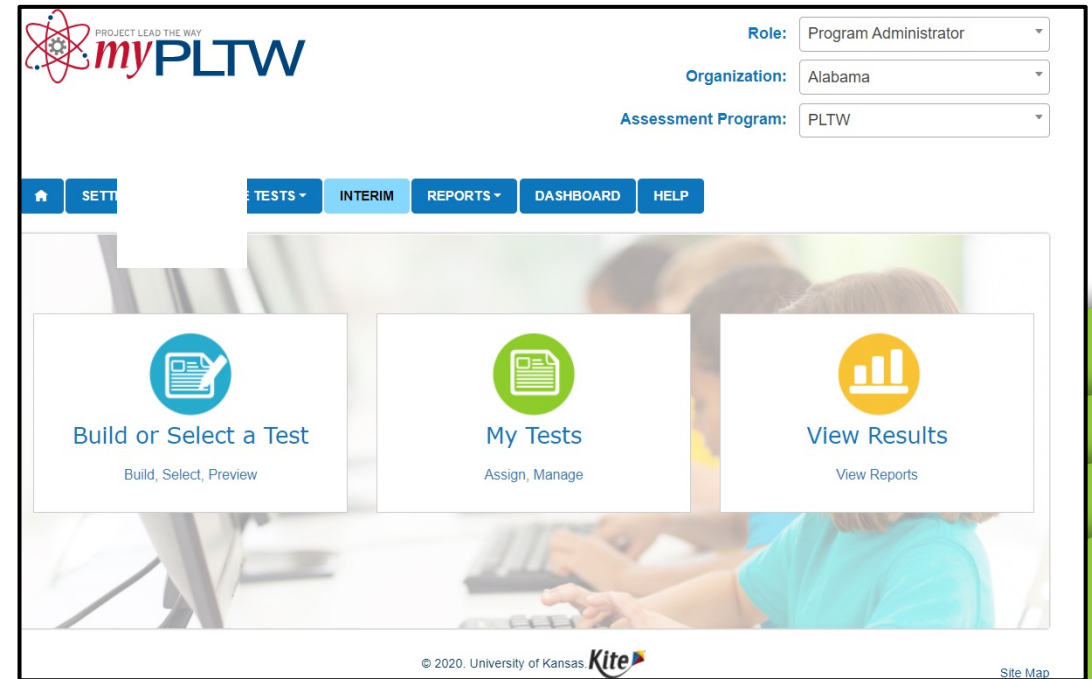 PROJECT LEAD THE WAY
myPLTW
Role: Program Administrator
Organization: Alabama
Assessment Program: PLTW
TESTS INTERIM REPORTS DASHBOARD HELP
Build or Select a Test My Tests View Results
Build, Select, Preview Assign, Manage View Reports
© 2020. University of Kansas. Kite
Site Map